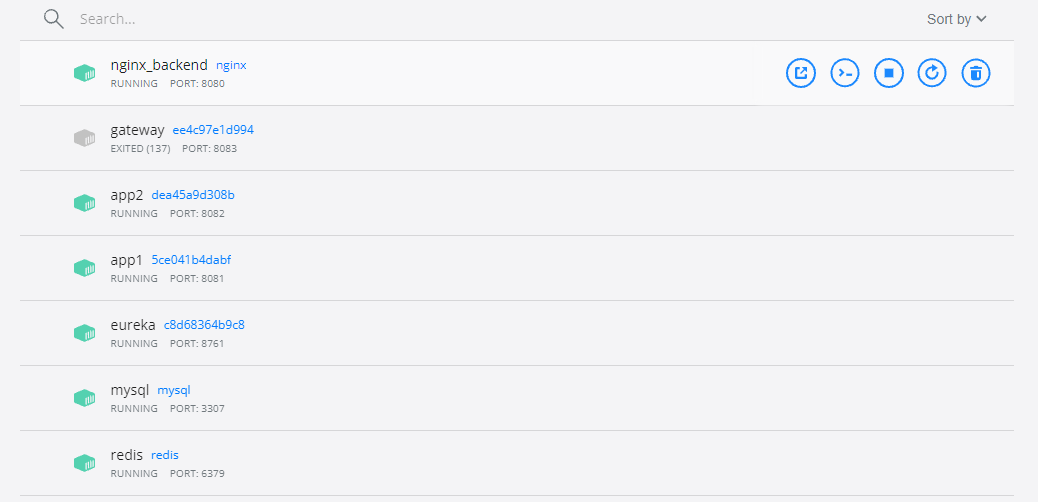 Search...
Sort by
nginx_backend nginx
RUNNING PORT: 8080
gateway ee4c97e1d994
EXITED (137) PORT: 8083
app2 dea45a9d308b
RUNNING PORT: 8082
app1 5ce041b4dabf
RUNNING PORT: 8081
eureka c8d68364b9c8
RUNNING PORT: 8761
mysql mysql
RUNNING PORT: 3307
redis redis
RUNNING PORT: 6379